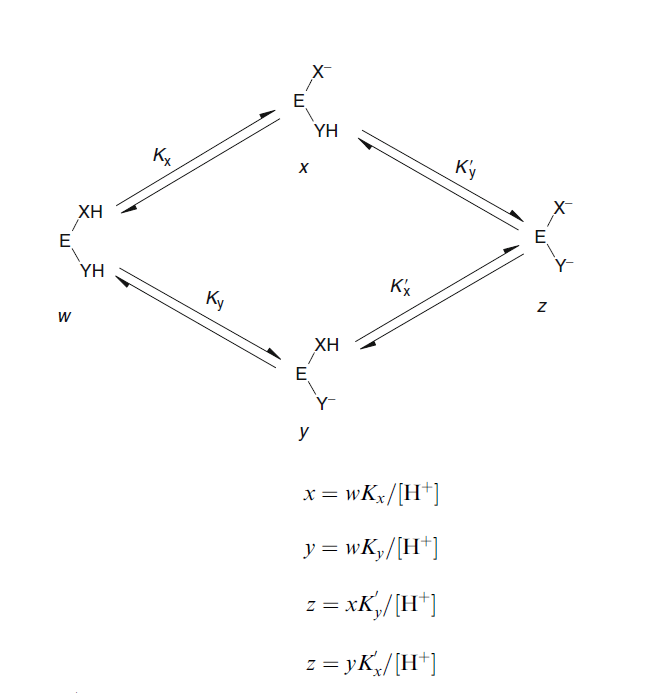 X⁻
E
YH
x
Kₓ
K′y
XH
E
YH
w
X⁻
E
Y⁻
z
Ky
K′ₓ
XH
E
Y⁻
y
x = wKₓ/[H⁺]
y = wKy/[H⁺]
z = xK′y/[H⁺]
z = yK′ₓ/[H⁺]